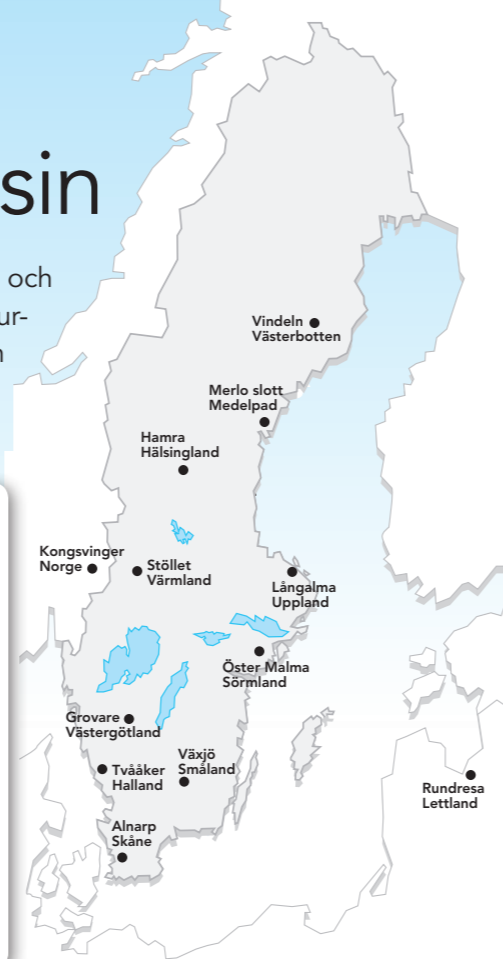 sin
och
ur-
n
Vindeln
Västerbotten
Merlo slott
Medelpad
Hamra
Hälsingland
Kongsvinger
Norge
Stöllet
Värmland
Långalma
Uppland
Öster Malma
Sörmland
Grovare
Västergötland
Växjö
Småland
Tvååker
Halland
Rundresa
Lettland
Alnarp
Skåne